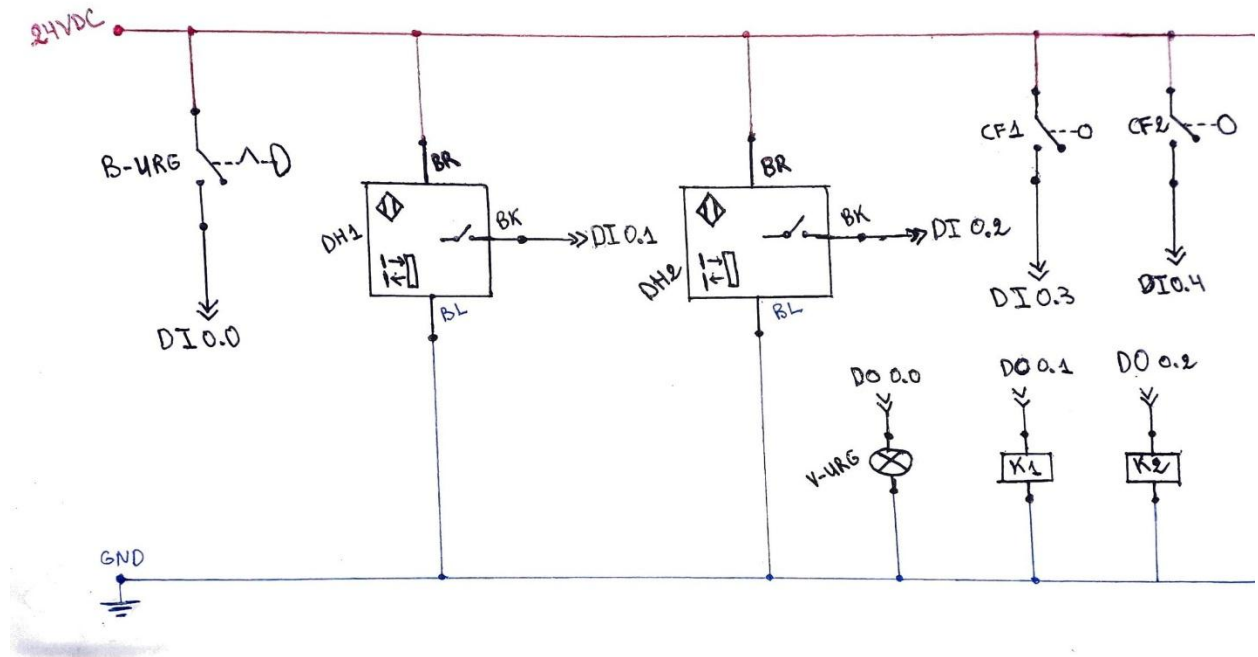 24VDC
B-URG
DI 0.0
BR
DH1
BK
DI 0.1
BL
BR
DH2
BK
DI 0.2
BL
CF1
DI 0.3
CF2
DI 0.4
DO 0.0
V-URG
DO 0.1
K1
DO 0.2
K2
GND